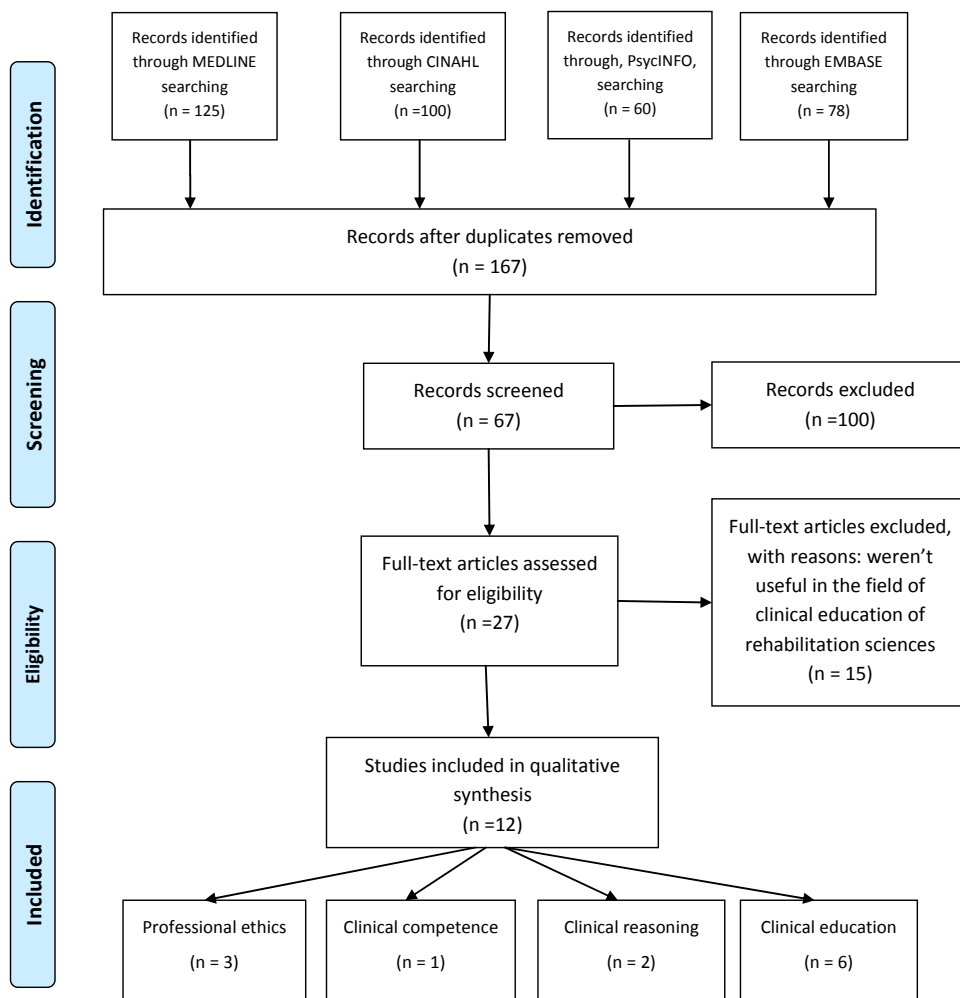 Identification
Records identified
through MEDLINE
searching
(n = 125)
Records identified
through CINAHL
searching
(n =100)
Records identified
through, PsycINFO,
searching
(n = 60)
Records identified
through EMBASE
searching
(n = 78)
Records after duplicates removed
(n = 167)
Screening
Records screened
(n = 67)
Records excluded
(n =100)
Eligibility
Full-text articles assessed
for eligibility
(n =27)
Full-text articles excluded,
with reasons: weren’t
useful in the field of
clinical education of
rehabilitation sciences
(n = 15)
Included
Studies included in qualitative
synthesis
(n =12)
Professional ethics
(n = 3)
Clinical competence
(n = 1)
Clinical reasoning
(n = 2)
Clinical education
(n = 6)